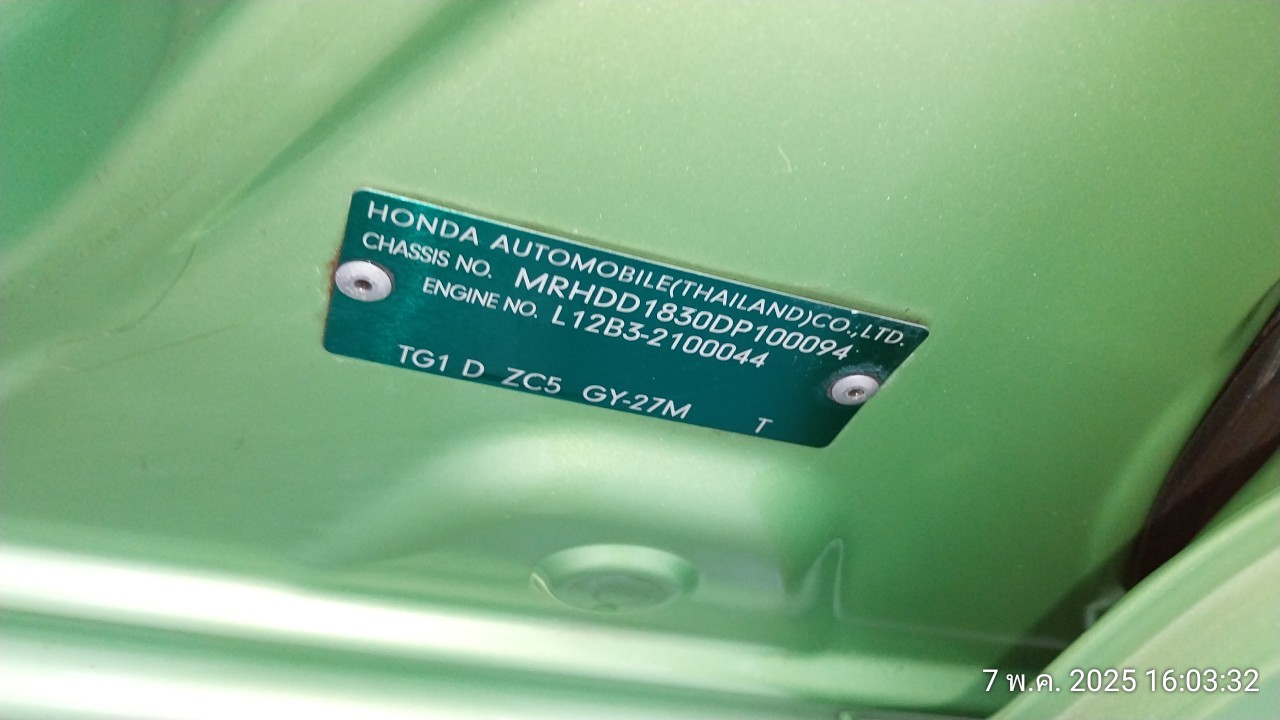 HONDA AUTOMOBILE(THAILAND)CO.,LTD.
CHASSIS NO. MRHDD1830DP100094
ENGINE NO. L12B3-2100044
TG1 D ZC5 GY-27M T
7 พ.ค. 2025 16:03:32